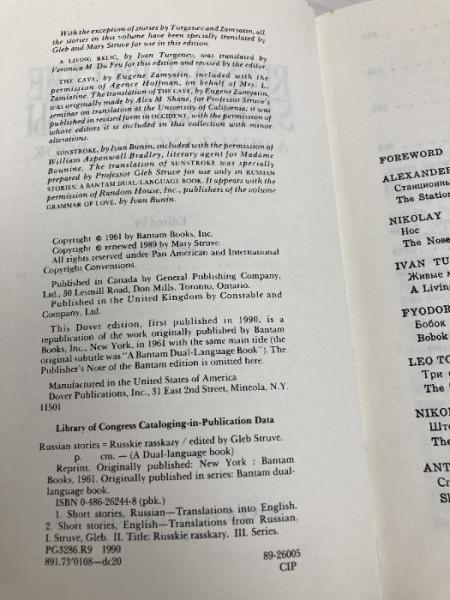 With the exception of stories by Turgenev and Zamyatin, all
the stories in this volume have been specially translated by
Gleb and Mary Struve for use in this edition.
A LIVING RELIC, by Ivan Turgenev, was translated by
Veronica M. Du Feu for this edition and revised by the editor.
THE CAVE, by Eugene Zamyatin, included with the
permission of Agence Hoffman, on behalf of Mrs. L.
Zamiatine. The translation of THE CAVE, by Eugene Zamyatin,
was originally made by Alex M. Shane, for Professor Struve's
seminar on translation at the University of California; it was
published in revised form in OCCIDENT, with the permission of
whose editors it is included in this collection with minor
alterations.
SUNSTROKE, by Ivan Bunin, included with the permission of
William Aspenwall Bradley, literary agent for Madame
Bounine. The translation of SUNSTROKE was specially
prepared by Professor Gleb Struve for use only in RUSSIAN
STORIES: A BANTAM DUAL-LANGUAGE BOOK. It appears with the
permission of Random House, Inc., publishers of the volume
GRAMMAR OF LOVE, by Ivan Bunin.
Copyright © 1961 by Bantam Books, Inc.
Copyright © renewed 1989 by Mary Struve.
All rights reserved under Pan American and International
Copyright Conventions.
Published in Canada by General Publishing Company,
Ltd., 30 Lesmill Road, Don Mills, Toronto, Ontario.
Published in the United Kingdom by Constable and
Company, Ltd.
This Dover edition, first published in 1990, is a
republication of the work originally published by Bantam
Books, Inc., New York, in 1961 with the same main title (the
original subtitle was "A Bantam Dual-Language Book"). The
Publisher's Note of the Bantam edition is omitted here.
Manufactured in the United States of America
Dover Publications, Inc., 31 East 2nd Street, Mineola, N.Y.
11501
Library of Congress Cataloging-in-Publication Data
Russian stories = Russkie rasskazy / edited by Gleb Struve.
p. cm. — (A Dual-language book)
Reprint. Originally published: New York : Bantam
Books, 1961. Originally published in series: Bantam dual-
language book.
ISBN 0-486-26244-8 (pbk.)
1. Short stories, Russian—Translations into English.
2. Short stories, English—Translations from Russian.
I. Struve, Gleb. II. Title: Russkie rasskazy. III. Series.
PG3286.R9 1990
891.73'0108—dc20 89-26005
CIP
FOREWORD
ALEXANDER
Станционны
The Station
NIKOLAY
Нос
The Nose
IVAN TU
Живые м
A Living
FYODOR
Бобок
Bobok
LEO TO
Три
The
NIKO
Што
The
ANT